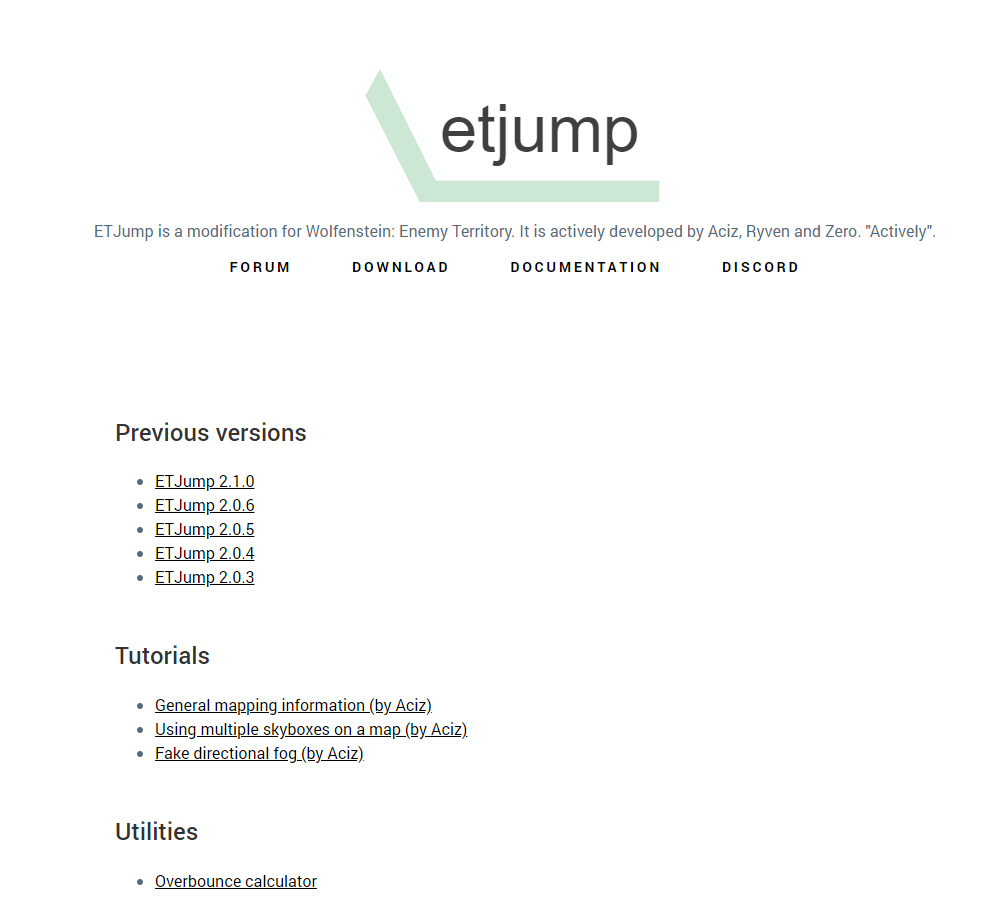 etjump
ETJump is a modification for Wolfenstein: Enemy Territory. It is actively developed by Aciz, Ryven and Zero. "Actively".
FORUM DOWNLOAD DOCUMENTATION DISCORD
Previous versions
ETJump 2.1.0
ETJump 2.0.6
ETJump 2.0.5
ETJump 2.0.4
ETJump 2.0.3
Tutorials
General mapping information (by Aciz)
Using multiple skyboxes on a map (by Aciz)
Fake directional fog (by Aciz)
Utilities
Overbounce calculator